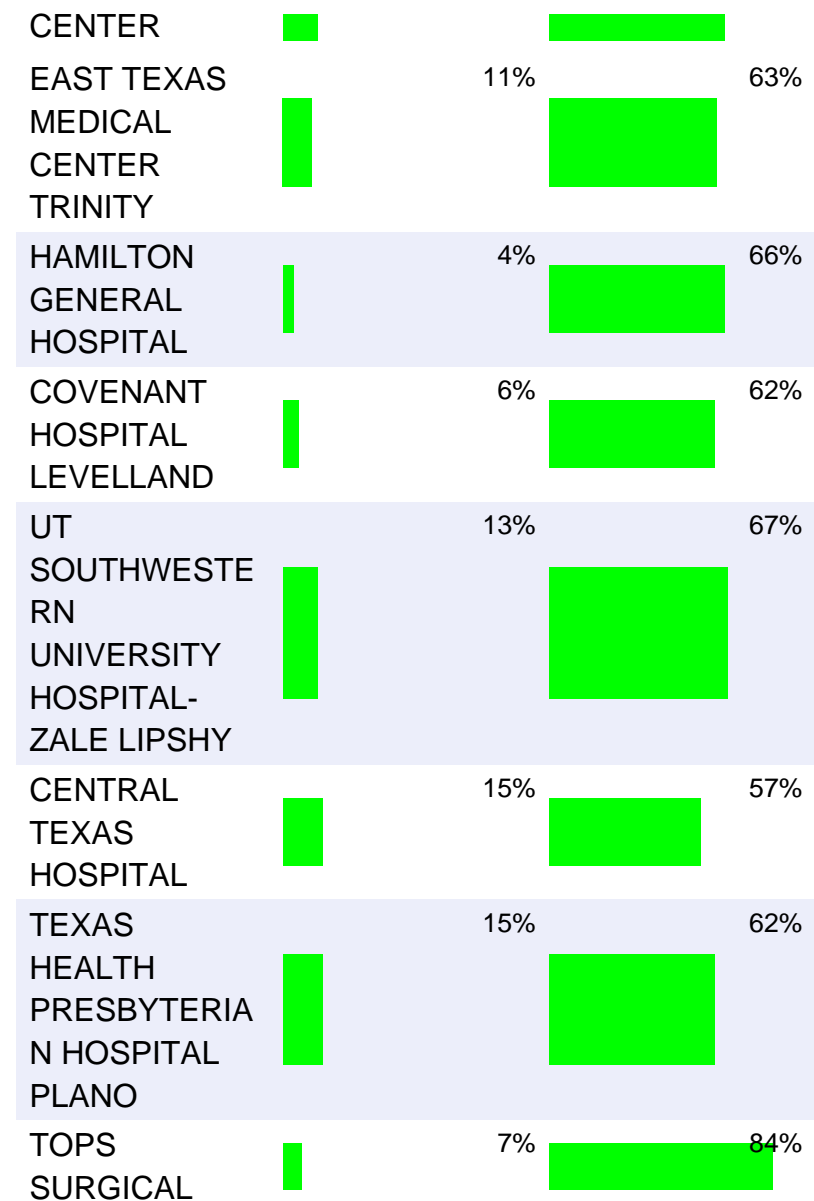 CENTER
EAST TEXAS 11% 63%
MEDICAL
CENTER
TRINITY
HAMILTON 4% 66%
GENERAL
HOSPITAL
COVENANT 6% 62%
HOSPITAL
LEVELLAND
UT 13% 67%
SOUTHWESTE
RN
UNIVERSITY
HOSPITAL-
ZALE LIPSHY
CENTRAL 15% 57%
TEXAS
HOSPITAL
TEXAS 15% 62%
HEALTH
PRESBYTERIA
N HOSPITAL
PLANO
TOPS 7% 84%
SURGICAL